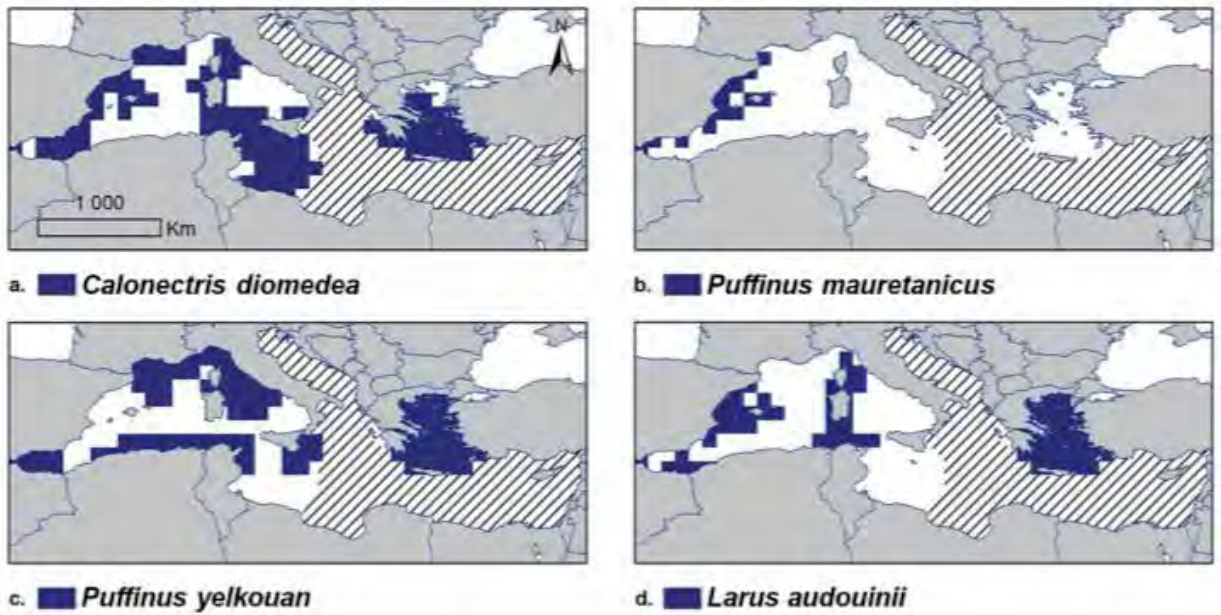 N
1 000
Km
a. Calonectris diomedea
b. Puffinus mauretanicus
c. Puffinus yelkouan
d. Larus audouinii